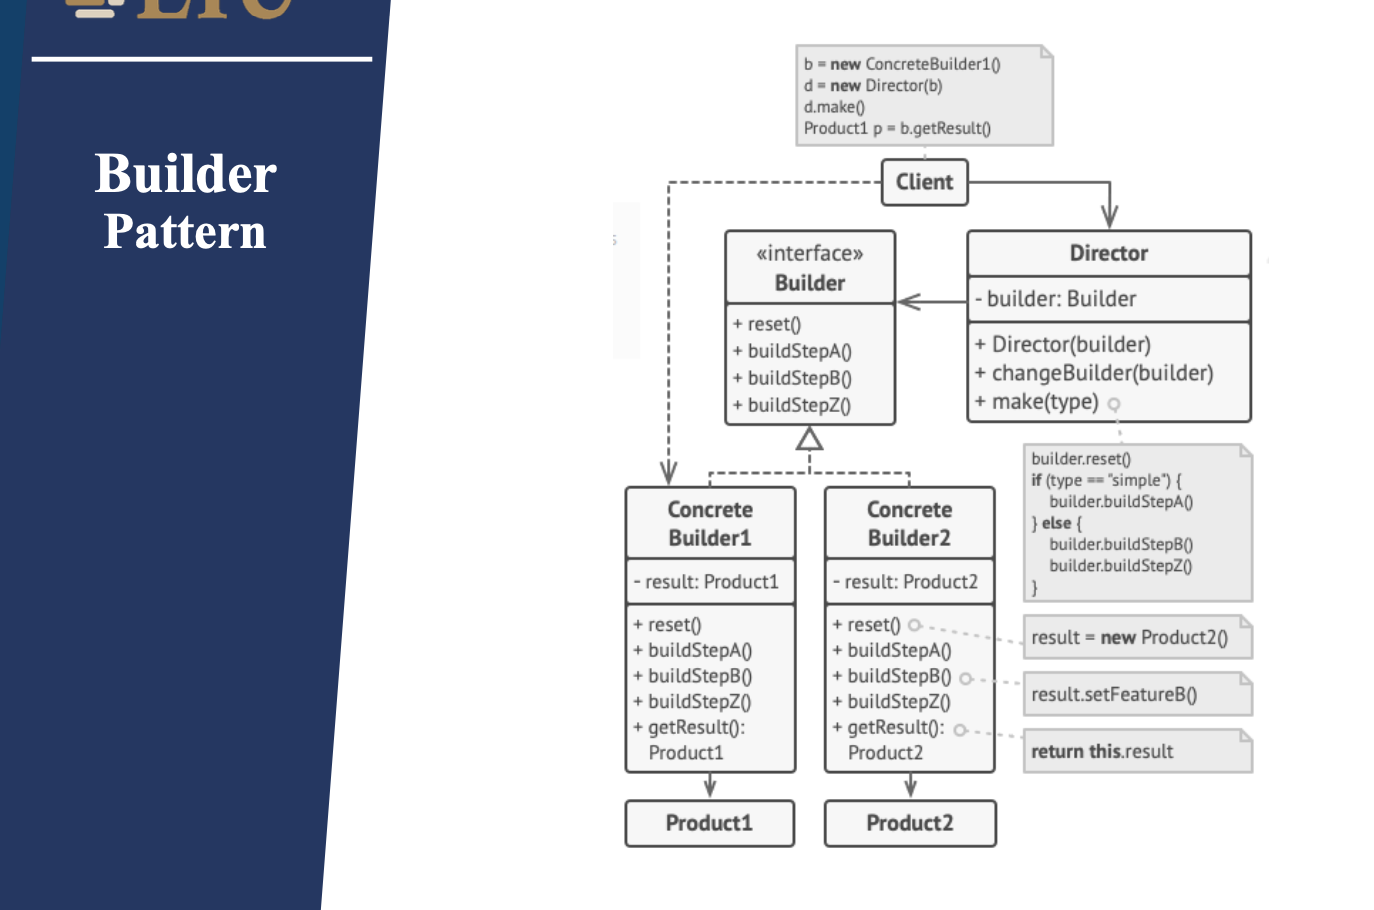 Builder
Pattern
b = new ConcreteBuilder1()
d = new Director(b)
d.make()
Product1 p = b.getResult()
Client
«interface»
Builder
+ reset()
+ buildStepA()
+ buildStepB()
+ buildStepZ()
Director
- builder: Builder
+ Director(builder)
+ changeBuilder(builder)
+ make(type)
builder.reset()
if (type == "simple") {
builder.buildStepA()
} else {
builder.buildStepB()
builder.buildStepZ()
}
Concrete
Builder1
- result: Product1
+ reset()
+ buildStepA()
+ buildStepB()
+ buildStepZ()
+ getResult():
Product1
Concrete
Builder2
- result: Product2
+ reset()
+ buildStepA()
+ buildStepB()
+ buildStepZ()
+ getResult():
Product2
result = new Product2()
result.setFeatureB()
return this.result
Product1
Product2